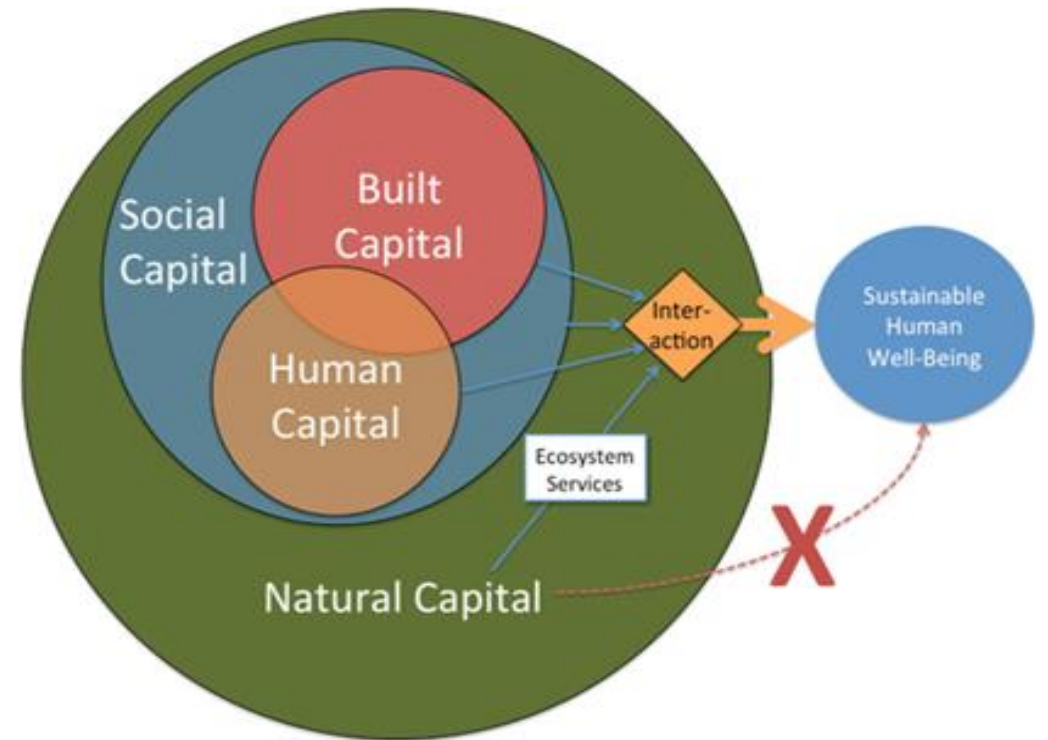 Built
Capital
Social
Capital
Human
Capital
Inter-
action
Sustainable
Human
Well-Being
Ecosystem
Services
X
Natural Capital